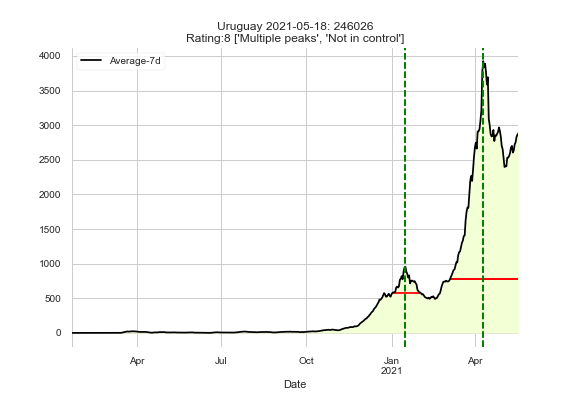 Uruguay 2021-05-18: 246026
Rating:8 ['Multiple peaks', 'Not in control']
Average-7d
4000
3500
3000
2500
2000
1500
1000
500
0
Apr
Jul
Oct
Jan
2021
Apr
Date